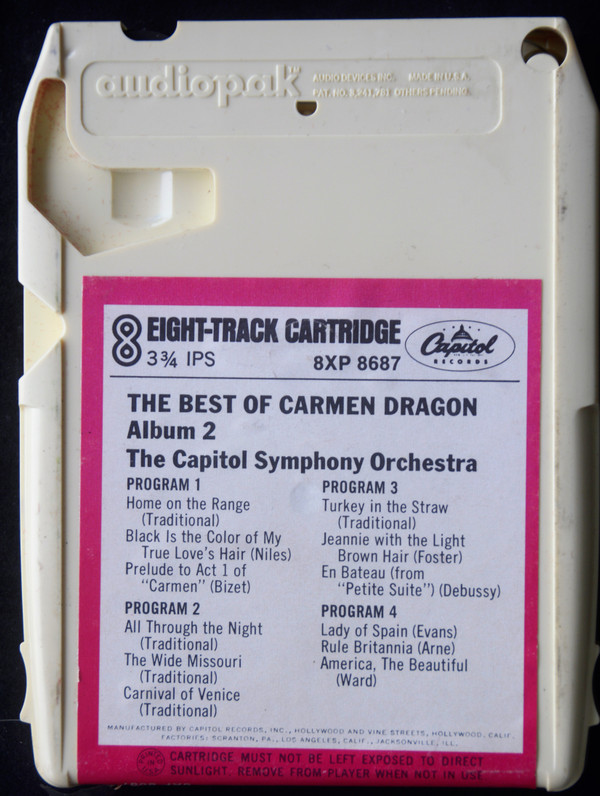 audiopak™
AUDIO DEVICES INC. MADE IN U.S.A.
PAT. NO. 3,241,781 OTHERS PENDING.
8 EIGHT-TRACK CARTRIDGE
3¾ IPS 8XP 8687
Capitol
RECORDS
THE BEST OF CARMEN DRAGON
Album 2
The Capitol Symphony Orchestra
PROGRAM 1
Home on the Range
(Traditional)
Black Is the Color of My
True Love's Hair (Niles)
Prelude to Act 1 of
"Carmen" (Bizet)
PROGRAM 2
All Through the Night
(Traditional)
The Wide Missouri
(Traditional)
Carnival of Venice
(Traditional)
PROGRAM 3
Turkey in the Straw
(Traditional)
Jeannie with the Light
Brown Hair (Foster)
En Bateau (from
"Petite Suite") (Debussy)
PROGRAM 4
Lady of Spain (Evans)
Rule Britannia (Arne)
America, The Beautiful
(Ward)
MANUFACTURED BY CAPITOL RECORDS, INC., HOLLYWOOD AND VINE STREETS, HOLLYWOOD, CALIF.
FACTORIES: SCRANTON, PA., LOS ANGELES, CALIF., JACKSONVILLE, ILL.
CARTRIDGE MUST NOT BE LEFT EXPOSED TO DIRECT
SUNLIGHT. REMOVE FROM PLAYER WHEN NOT IN USE